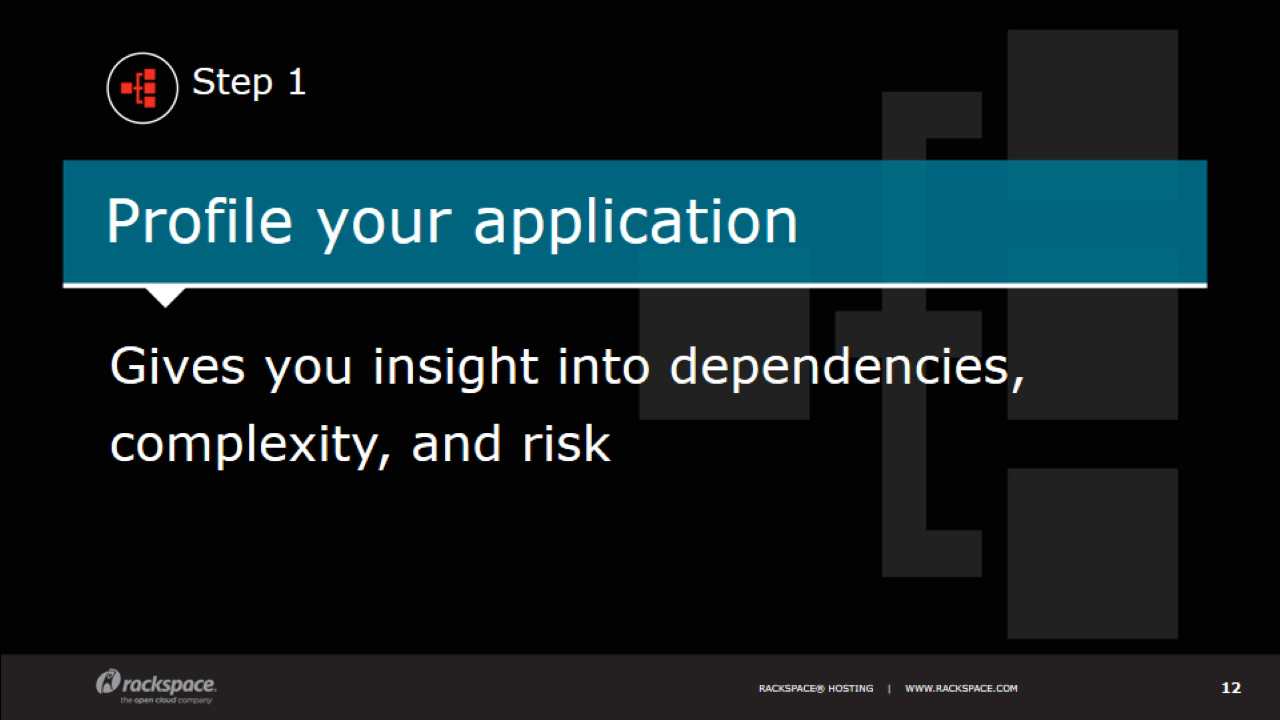 Step 1
Profile your application
Gives you insight into dependencies,
complexity, and risk
rackspace.
the open cloud company
RACKSPACE® HOSTING | WWW.RACKSPACE.COM
12